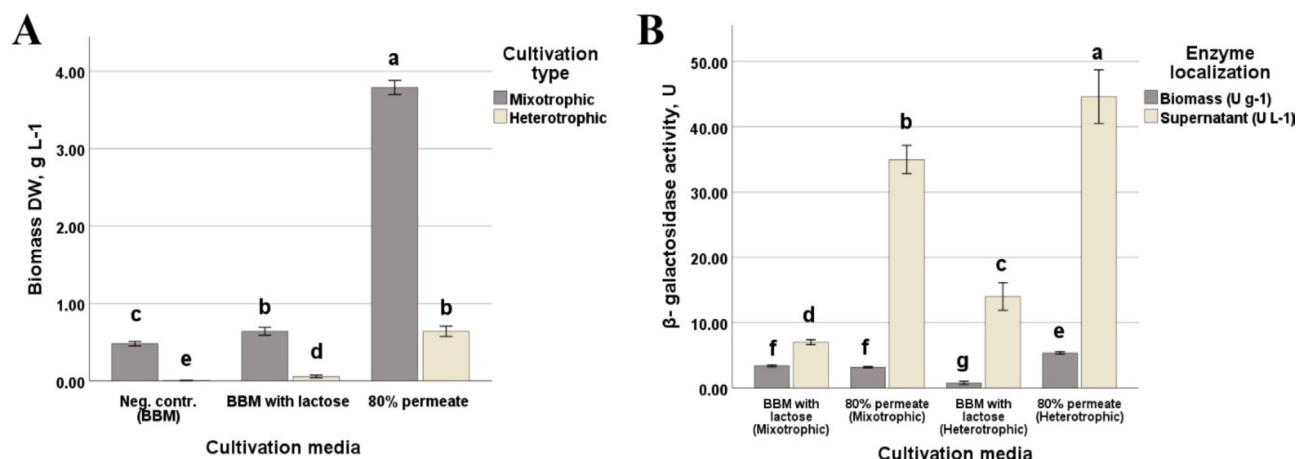 A
Biomass DW, g L-1
4.00
3.00
2.00
1.00
0.00
c
e
b
d
a
b
Neg. contr.
(BBM)
BBM with lactose
80% permeate
Cultivation media
Cultivation
type
Mixotrophic
Heterotrophic
B
β- galactosidase activity, U
50.00
40.00
30.00
20.00
10.00
0.00
f
d
f
b
g
c
e
a
BBM with
lactose
(Mixotrophic)
80% permeate
(Mixotrophic)
BBM with
lactose
(Heterotrophic)
80% permeate
(Heterotrophic)
Cultivation media
Enzyme
localization
Biomass (U g-1)
Supernatant (U L-1)